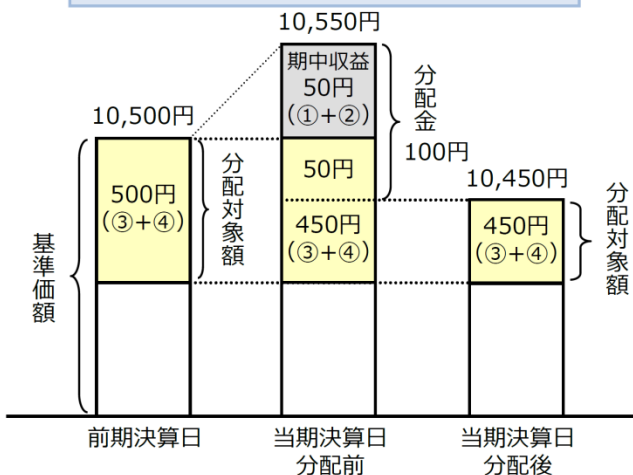 10,550円
期中収益
50円
(①+②)
分配金
100円
10,500円
500円
(③+④)
分配対象額
50円
450円
(③+④)
10,450円
450円
(③+④)
分配対象額
基準価額
前期決算日
当期決算日
分配前
当期決算日
分配後